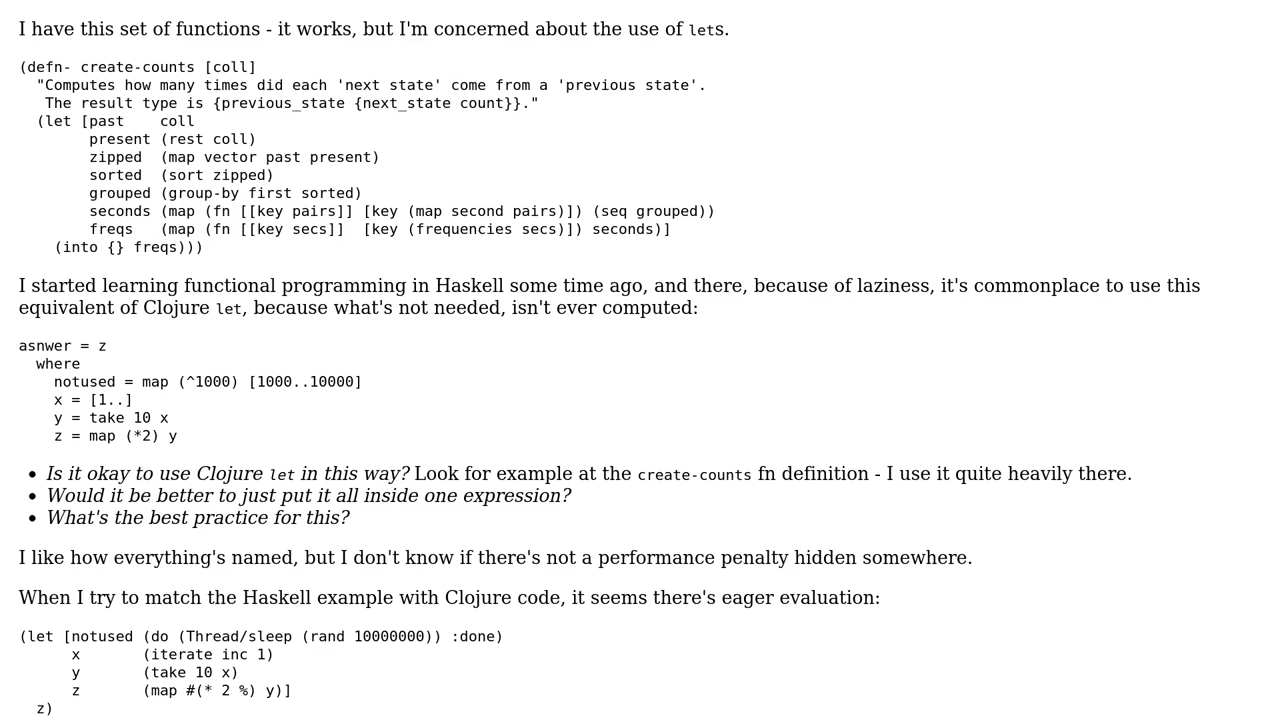 I have this set of functions - it works, but I'm concerned about the use of lets.
(defn- create-counts [coll]
  "Computes how many times did each 'next state' come from a 'previous state'.
   The result type is {previous_state {next_state count}}."
  (let [past    coll
        present (rest coll)
        zipped  (map vector past present)
        sorted  (sort zipped)
        grouped (group-by first sorted)
        seconds (map (fn [[key pairs]] [key (map second pairs)]) (seq grouped))
        freqs   (map (fn [[key secs]]  [key (frequencies secs)]) seconds)]
    (into {} freqs)))
I started learning functional programming in Haskell some time ago, and there, because of laziness, it's commonplace to use this
equivalent of Clojure let, because what's not needed, isn't ever computed:
asnwer = z
  where
    notused = map (^1000) [1000..10000]
    x = [1..]
    y = take 10 x
    z = map (*2) y
• Is it okay to use Clojure let in this way? Look for example at the create-counts fn definition - I use it quite heavily there.
• Would it be better to just put it all inside one expression?
• What's the best practice for this?
I like how everything's named, but I don't know if there's not a performance penalty hidden somewhere.
When I try to match the Haskell example with Clojure code, it seems there's eager evaluation:
(let [notused (do (Thread/sleep (rand 10000000)) :done)
      x       (iterate inc 1)
      y       (take 10 x)
      z       (map #(* 2 %) y)]
  z)